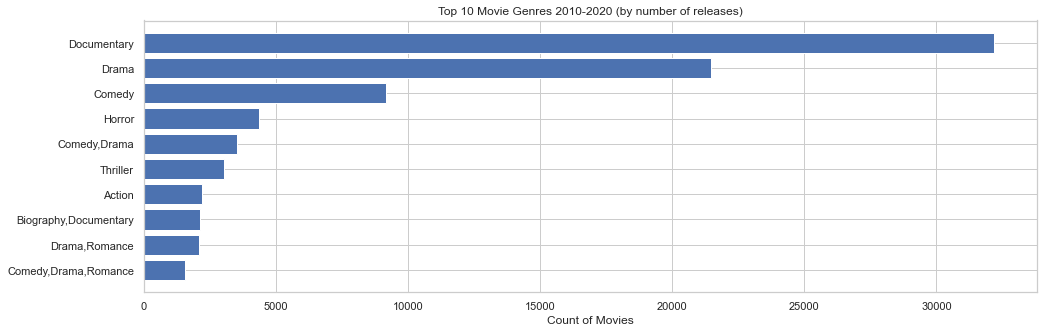 Top 10 Movie Genres 2010-2020 (by number of releases)
Documentary
Drama
Comedy
Horror
Comedy,Drama
Thriller
Action
Biography,Documentary
Drama,Romance
Comedy,Drama,Romance
0 5000 10000 15000 20000 25000 30000
Count of Movies